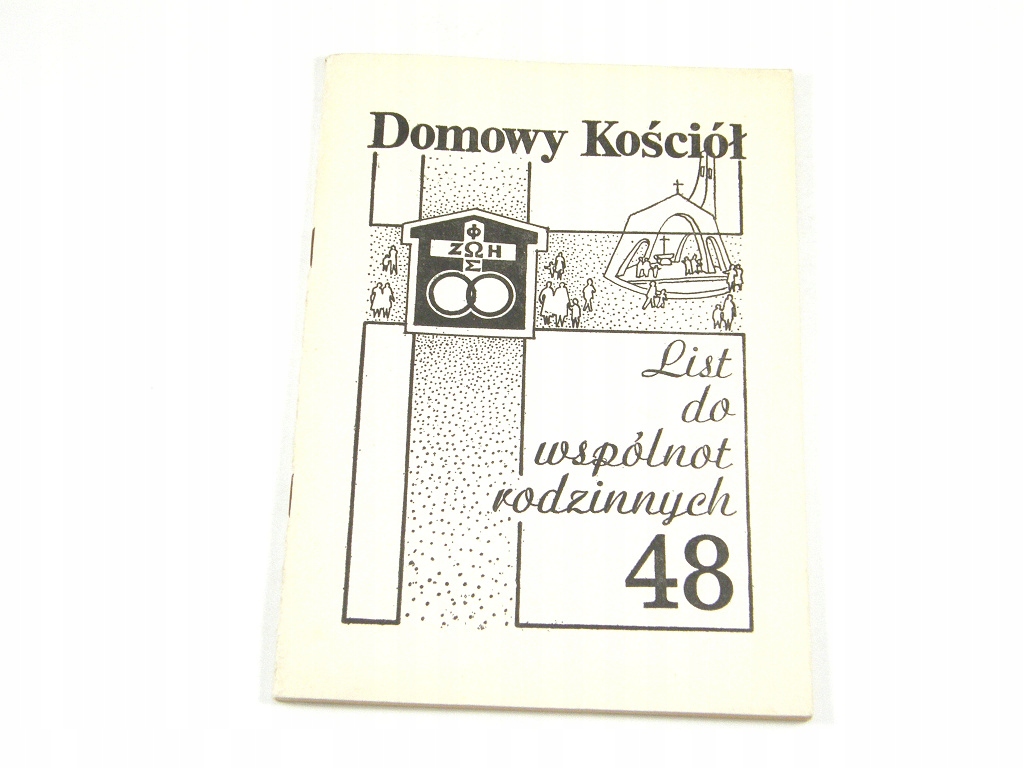 Domowy Kościół
Φ
ΖΩΗ
Σ
List
do
wspólnot
rodzinnych
48